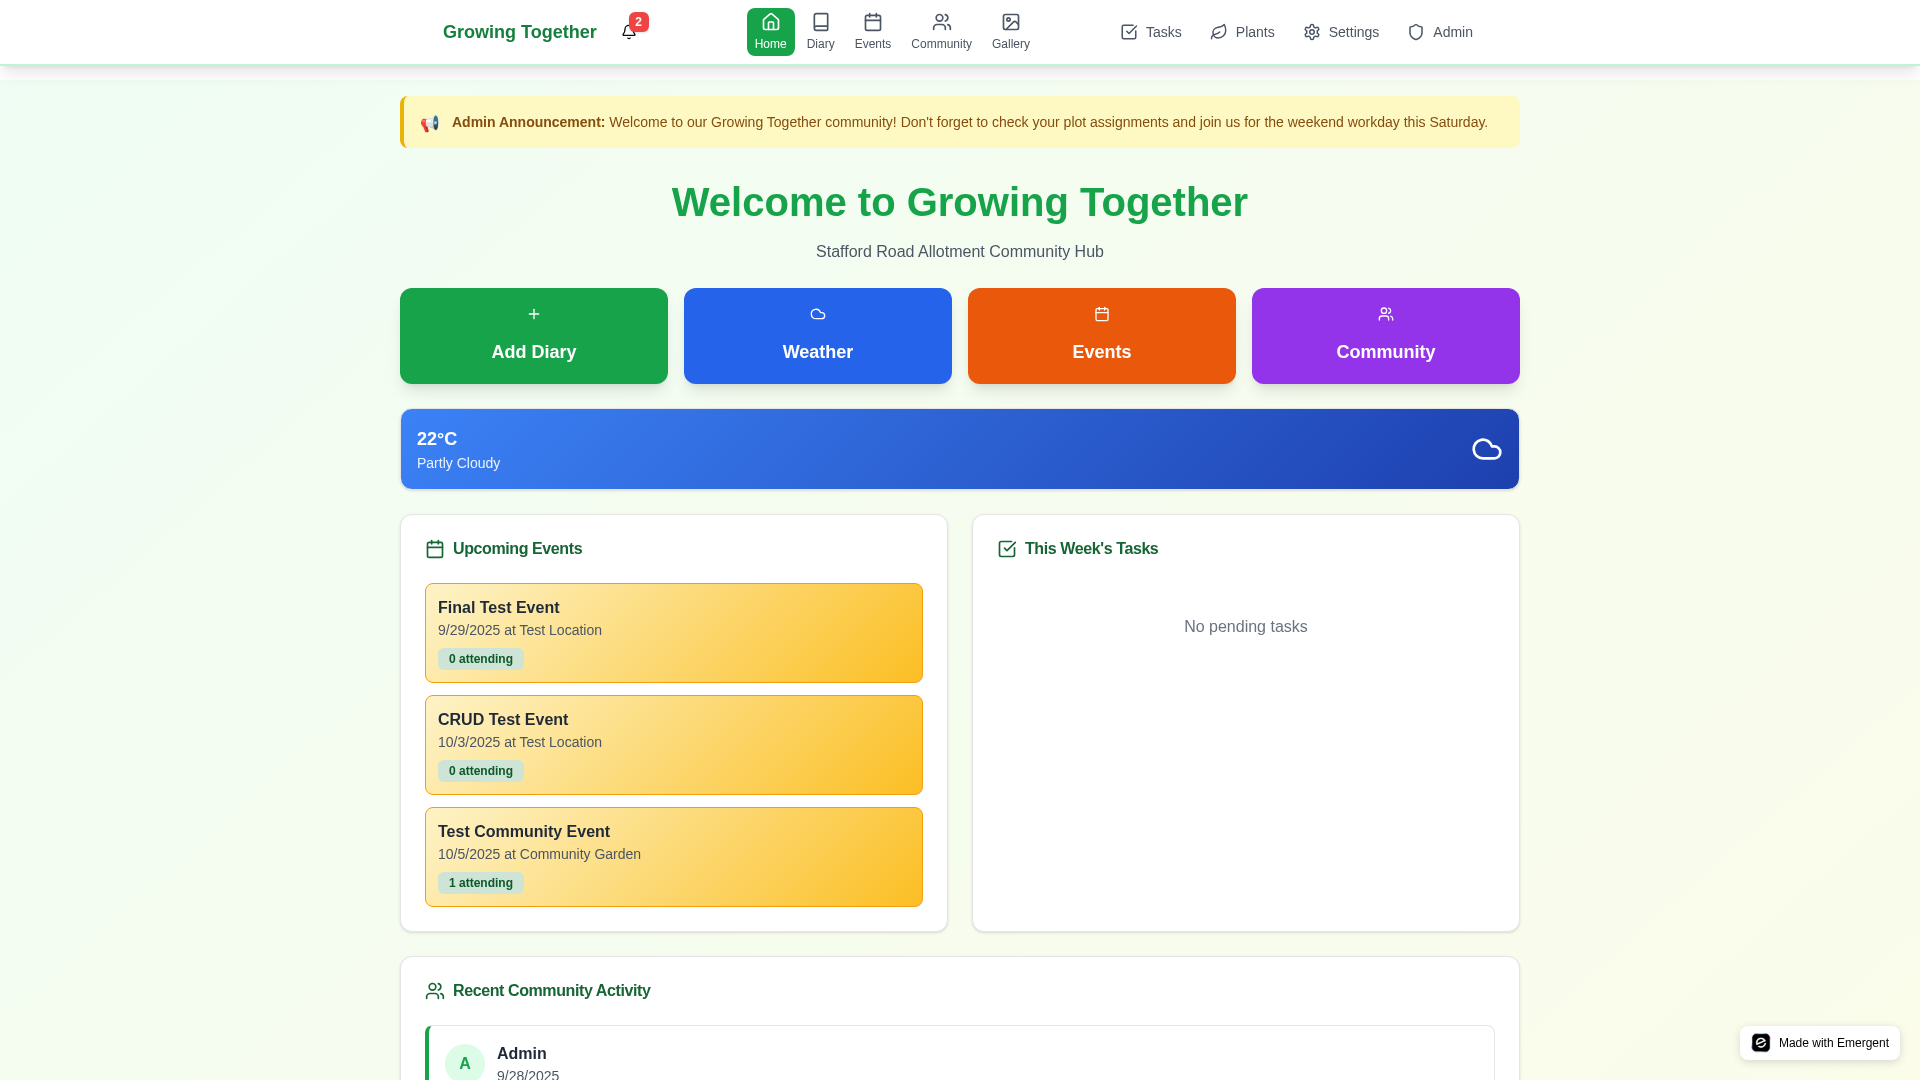 Growing Together
2
Home
Diary
Events
Community
Gallery
Tasks
Plants
Settings
Admin
Admin Announcement: Welcome to our Growing Together community! Don't forget to check your plot assignments and join us for the weekend workday this Saturday.
Welcome to Growing Together
Stafford Road Allotment Community Hub
Add Diary
Weather
Events
Community
22°C
Partly Cloudy
Upcoming Events
Final Test Event
9/29/2025 at Test Location
0 attending
CRUD Test Event
10/3/2025 at Test Location
0 attending
Test Community Event
10/5/2025 at Community Garden
1 attending
This Week's Tasks
No pending tasks
Recent Community Activity
A
Admin
9/28/2025
Made with Emergent